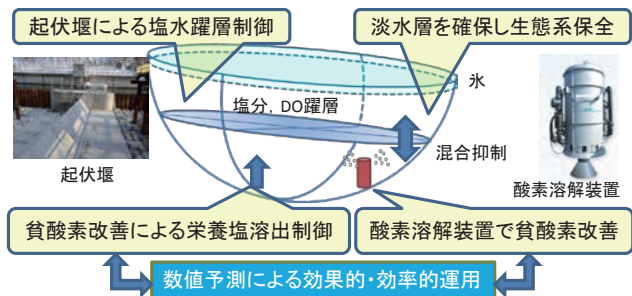 起伏堰による塩水躍層制御
淡水層を確保し生態系保全
氷
塩分，DO躍層
混合抑制
起伏堰
酸素溶解装置
貧酸素改善による栄養塩溶出制御
酸素溶解装置で貧酸素改善
数値予測による効果的・効率的運用